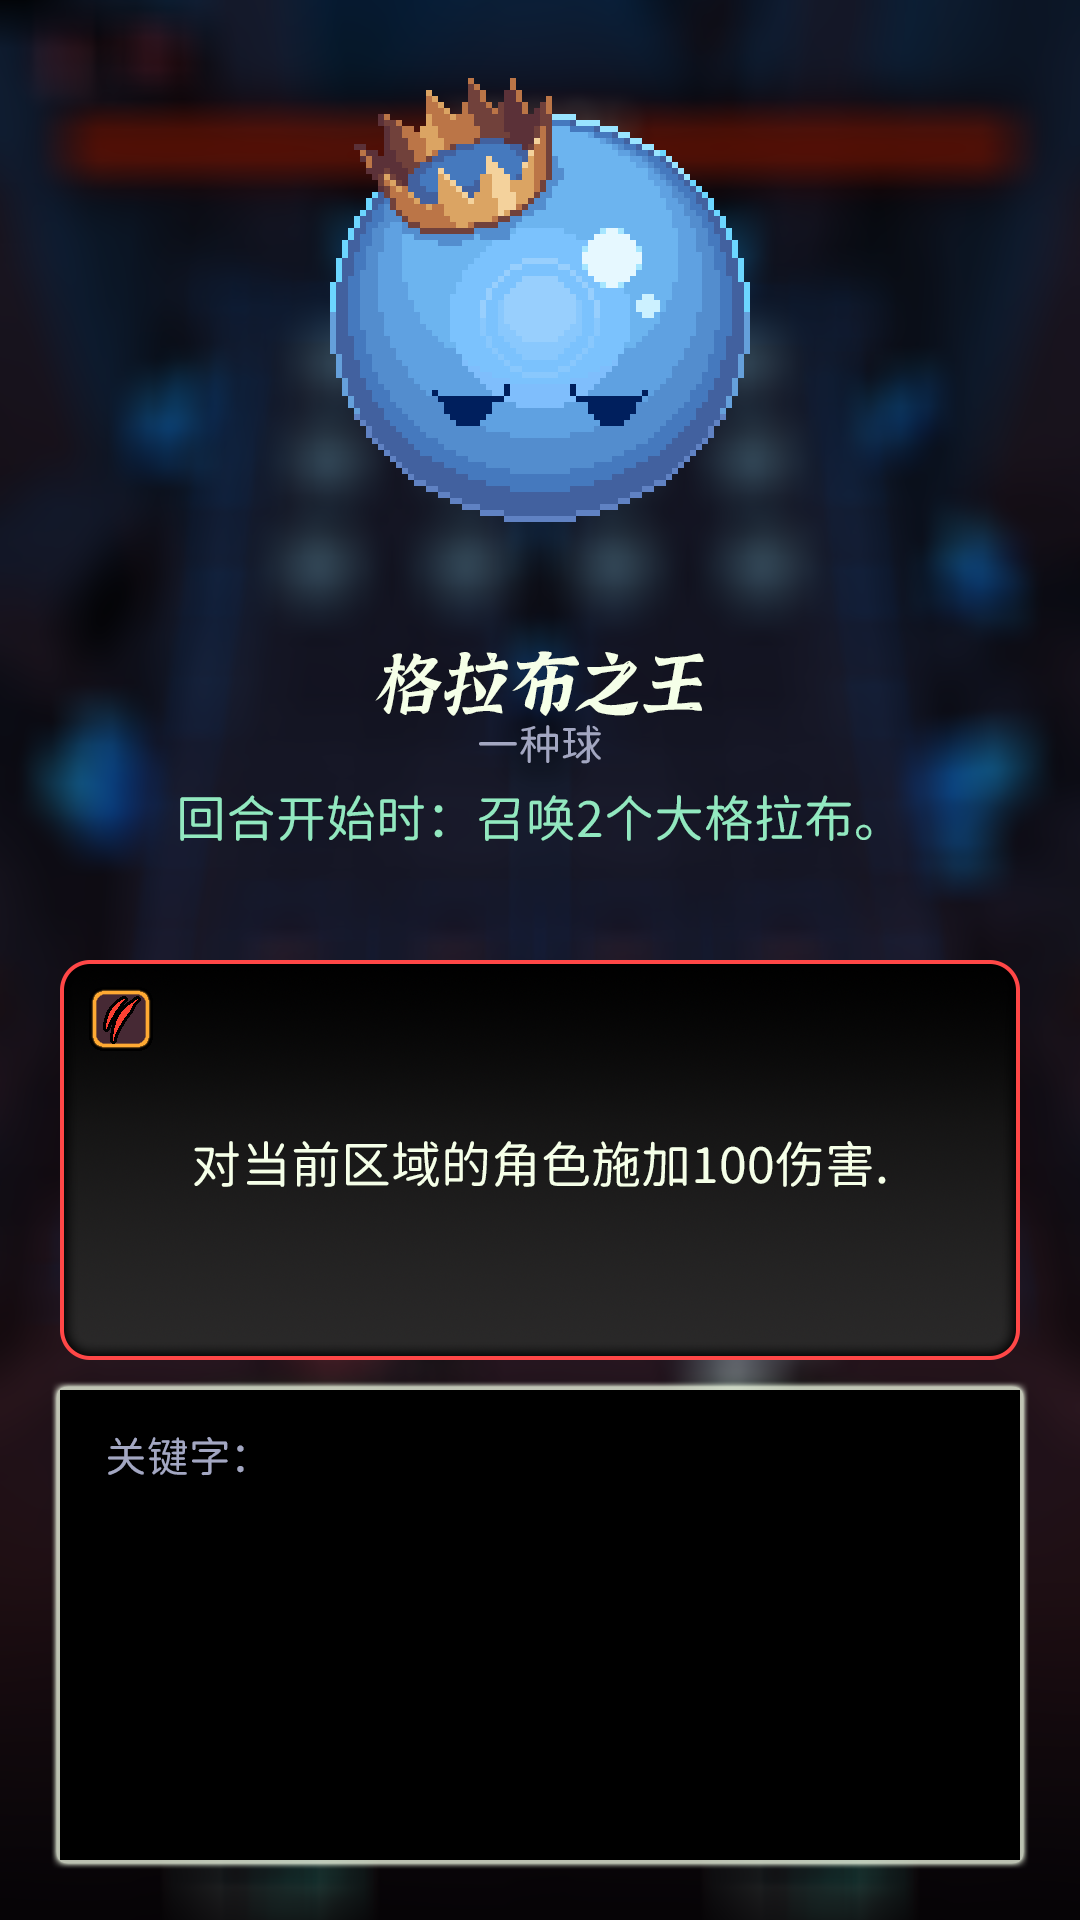 格拉布之王
一种球
回合开始时：召唤2个大格拉布。
对当前区域的角色施加100伤害.
关键字：